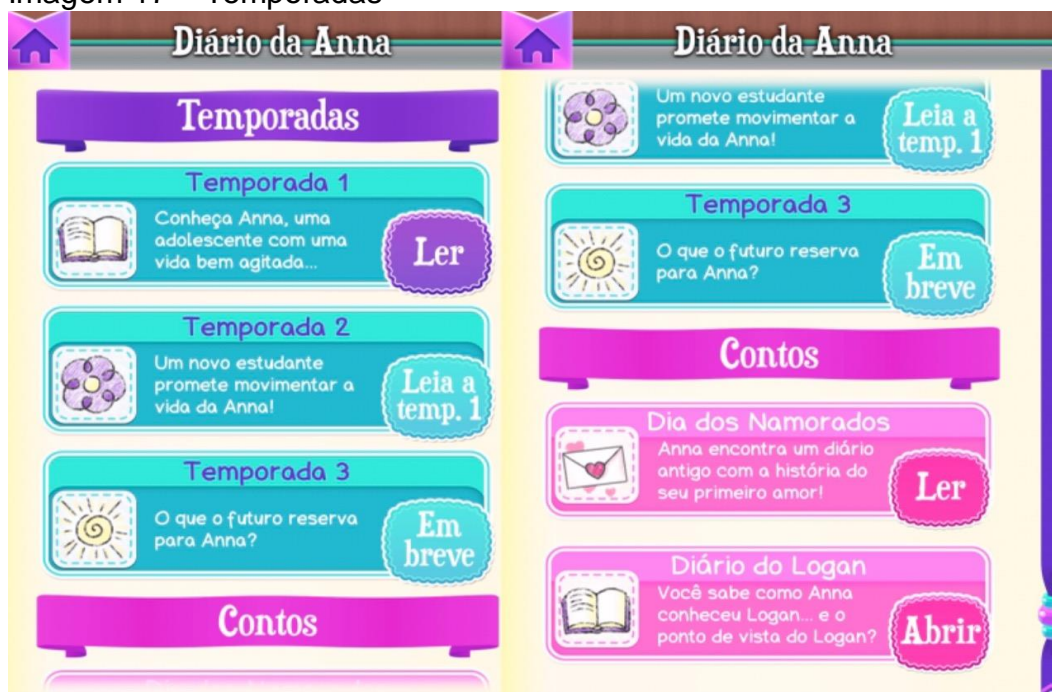 Diário da Anna
Temporadas
Temporada 1
Conheça Anna, uma
adolescente com uma
vida bem agitada...
Ler
Temporada 2
Um novo estudante
promete movimentar a
vida da Anna!
Leia a
temp. 1
Temporada 3
O que o futuro reserva
para Anna?
Em
breve
Contos
Diário da Anna
Um novo estudante
promete movimentar a
vida da Anna!
Leia a
temp. 1
Temporada 3
O que o futuro reserva
para Anna?
Em
breve
Contos
Dia dos Namorados
Anna encontra um diário
antigo com a história do
seu primeiro amor!
Ler
Diário do Logan
Você sabe como Anna
conheceu Logan... e o
ponto de vista do Logan?
Abrir